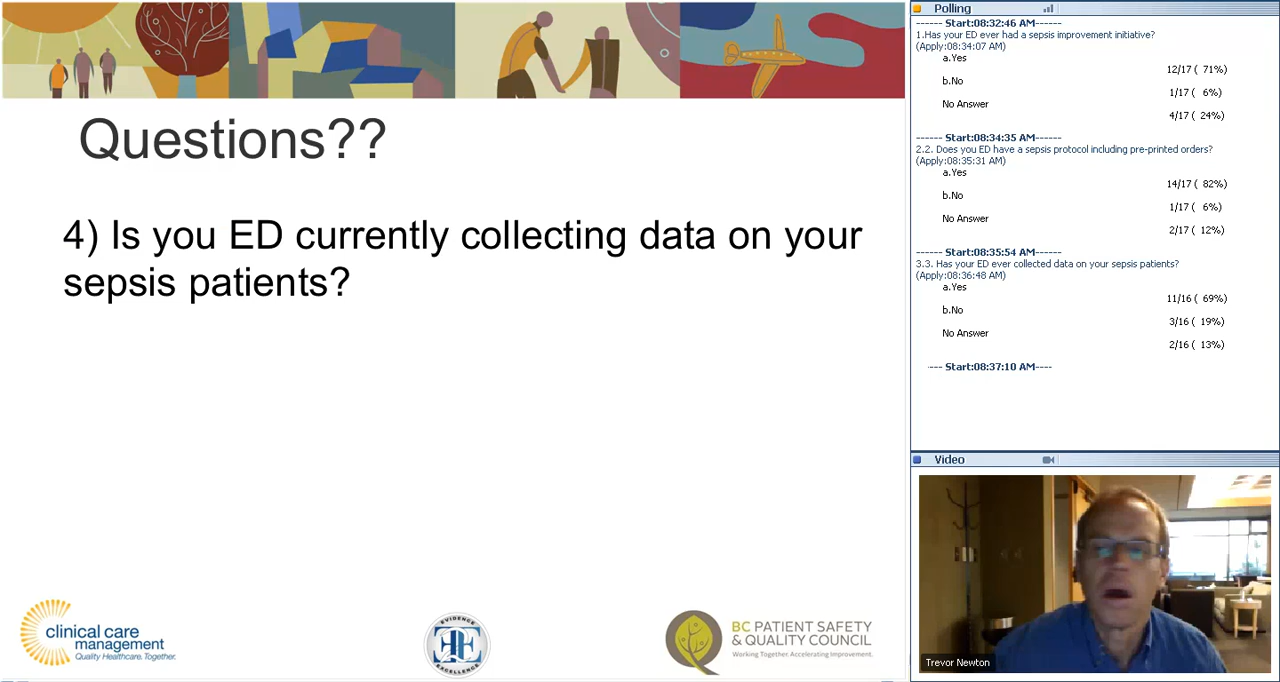 Questions??
4) Is you ED currently collecting data on your
sepsis patients?
clinical care
management
Quality Healthcare. Together.
EVIDENCE
EE
EXCELLENCE
BC PATIENT SAFETY
& QUALITY COUNCIL
Working Together. Accelerating Improvement.
Polling
------ Start:08:32:46 AM------
1.Has your ED ever had a sepsis improvement initiative?
(Apply:08:34:07 AM)
a.Yes
12/17 ( 71%)
b.No
1/17 ( 6%)
No Answer
4/17 ( 24%)
------ Start:08:34:35 AM------
2.2. Does you ED have a sepsis protocol including pre-printed orders?
(Apply:08:35:31 AM)
a.Yes
14/17 ( 82%)
b.No
1/17 ( 6%)
No Answer
2/17 ( 12%)
------ Start:08:35:54 AM------
3.3. Has your ED ever collected data on your sepsis patients?
(Apply:08:36:48 AM)
a.Yes
11/16 ( 69%)
b.No
3/16 ( 19%)
No Answer
2/16 ( 13%)
---- Start:08:37:10 AM----
Video
Trevor Newton